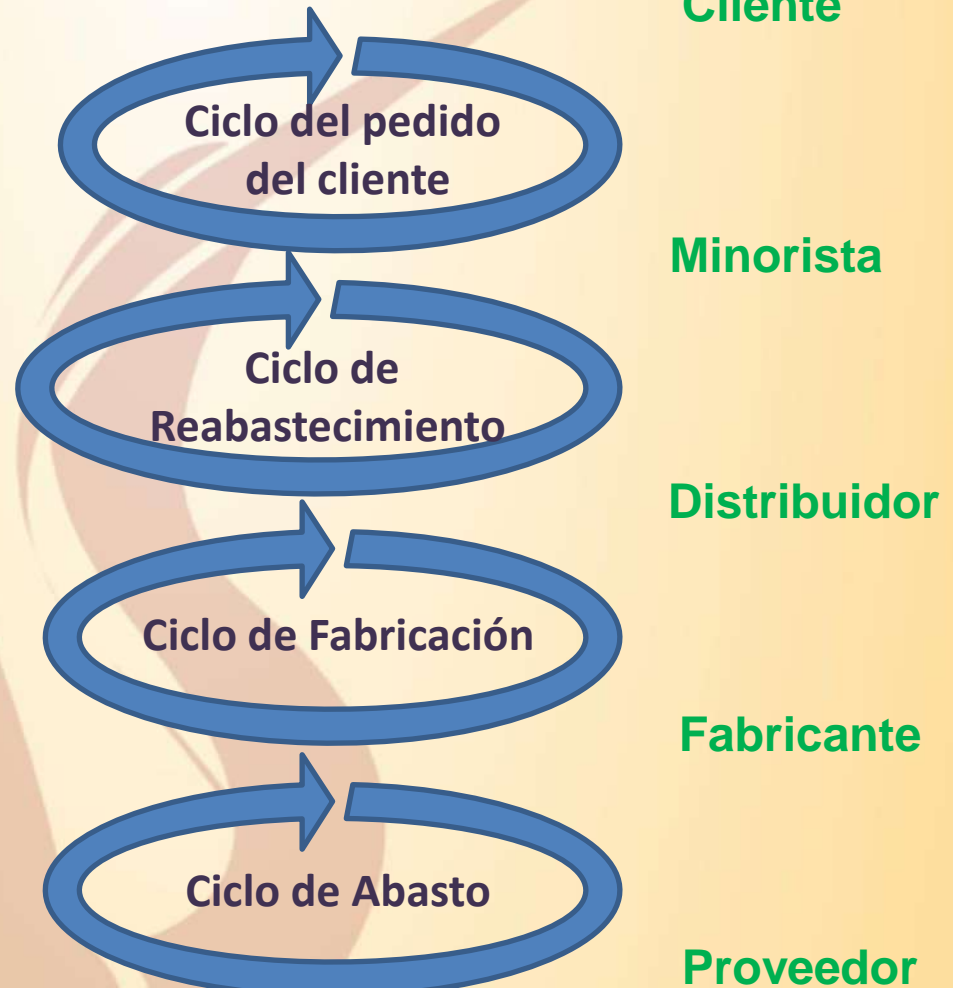 Cliente
Ciclo del pedido
del cliente
Minorista
Ciclo de
Reabastecimiento
Distribuidor
Ciclo de Fabricación
Fabricante
Ciclo de Abasto
Proveedor